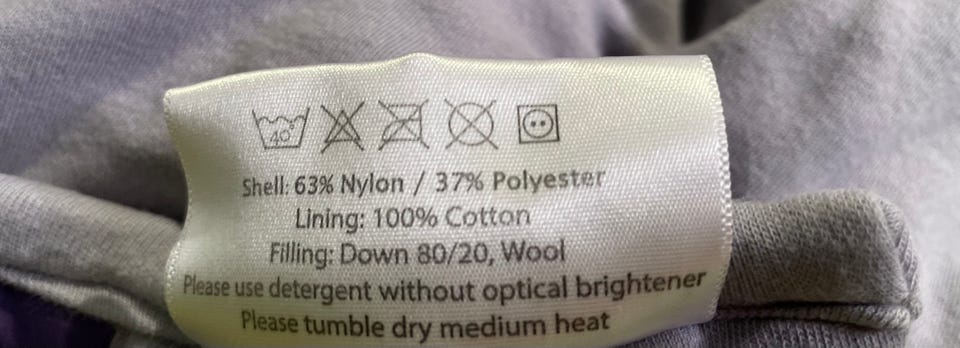 40°
Shell: 63% Nylon / 37% Polyester
Lining: 100% Cotton
Filling: Down 80/20, Wool
Please use detergent without optical brightener
Please tumble dry medium heat